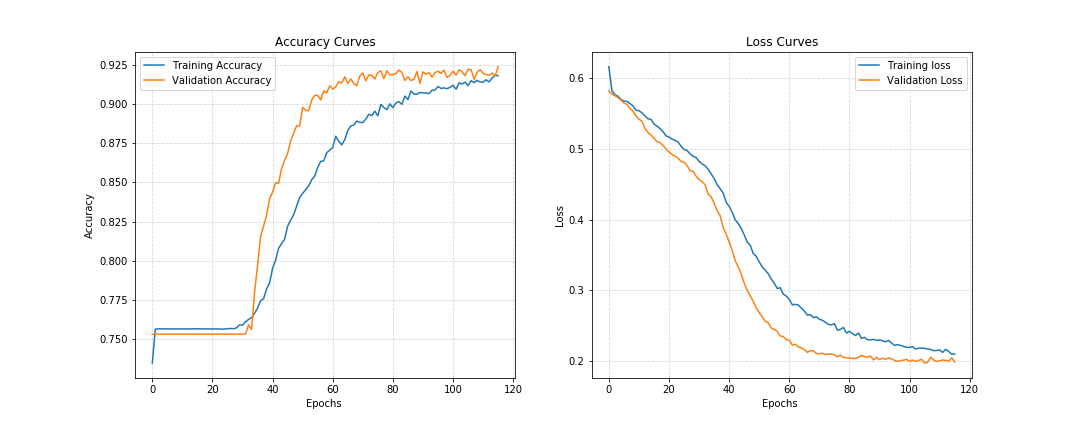 Accuracy Curves
Training Accuracy
Validation Accuracy
0.925
0.900
0.875
0.850
0.825
0.800
0.775
0.750
Accuracy
0
20
40
60
80
100
120
Epochs
Loss Curves
Training loss
Validation Loss
0.6
0.5
0.4
0.3
0.2
Loss
0
20
40
60
80
100
120
Epochs